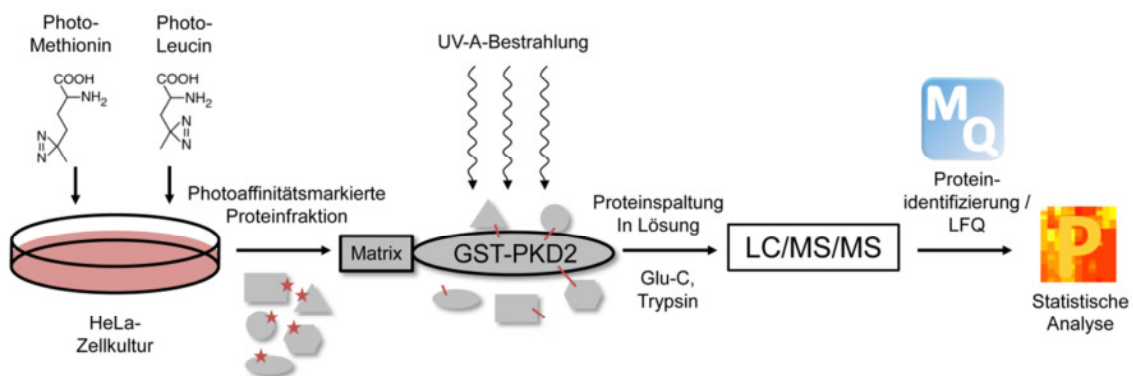 Photo-
Methionin
COOH
NH2
N
N
Photo-
Leucin
COOH
NH2
N
N
HeLa-
Zellkultur
Photoaffinitätsmarkierte
Proteinfraktion
UV-A-Bestrahlung
Matrix
GST-PKD2
Proteinspaltung
In Lösung
Glu-C,
Trypsin
LC/MS/MS
M
Q
Protein-
identifizierung /
LFQ
P
Statistische
Analyse